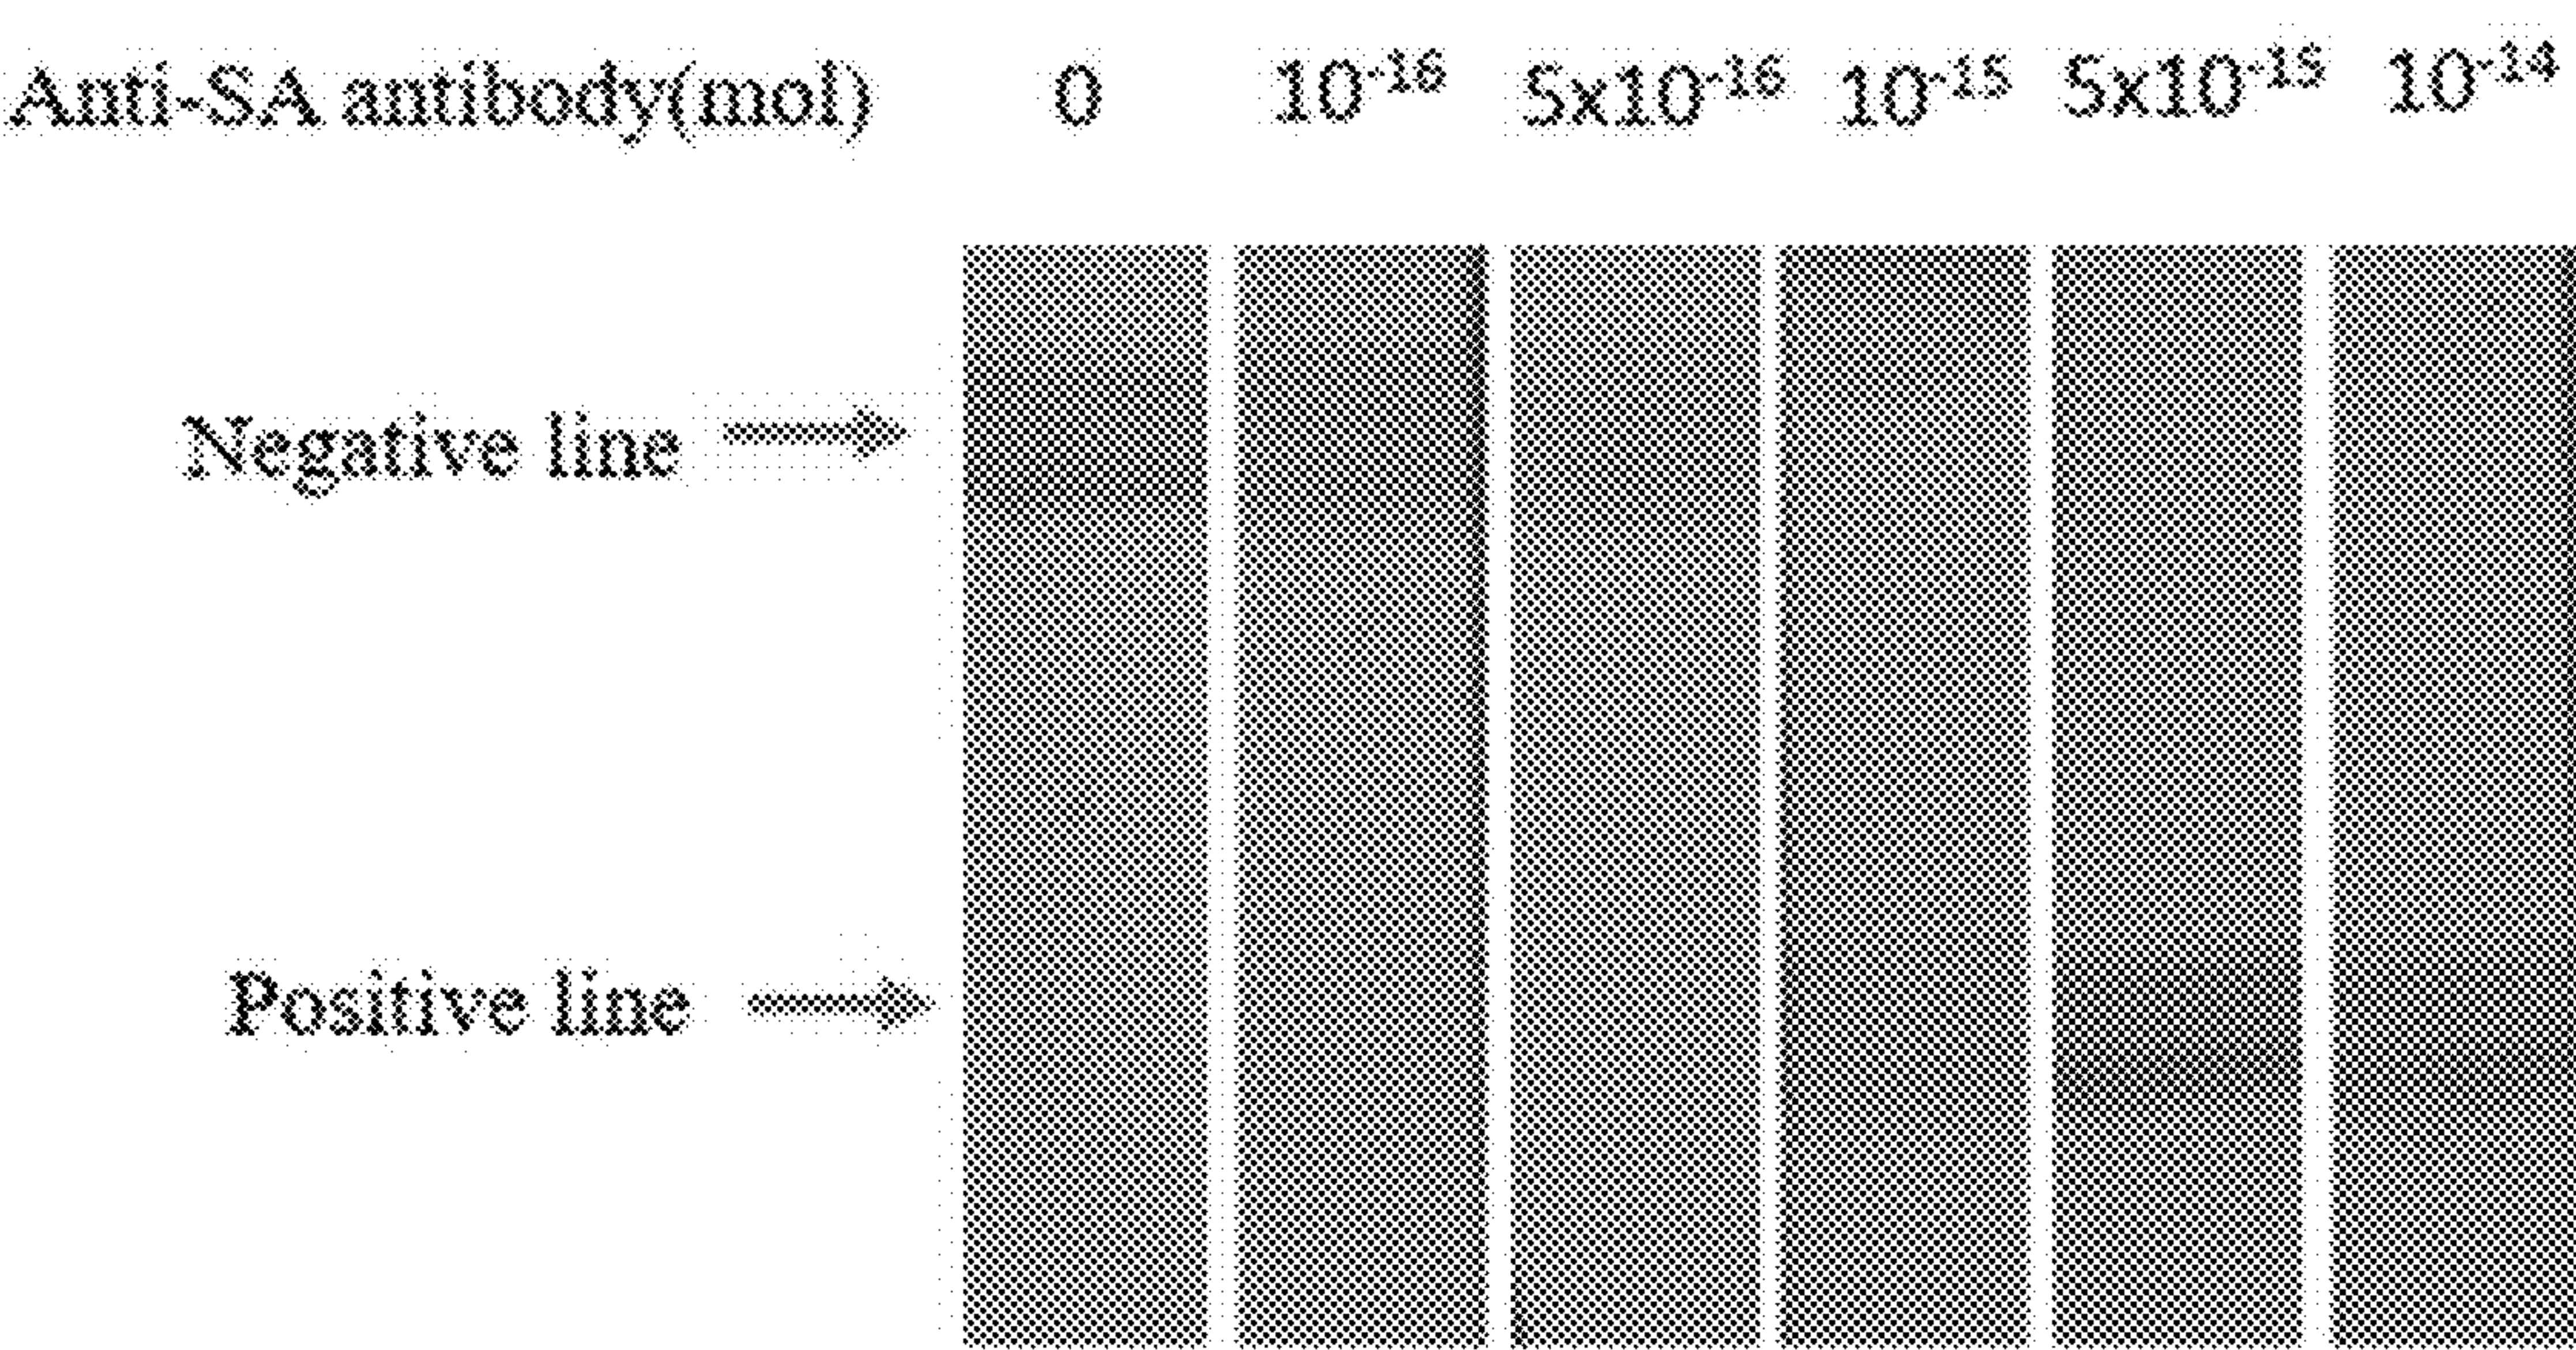 Anti-SA antibody(mol) 0 10⁻¹⁶ 5x10⁻¹⁶ 10⁻¹⁵ 5x10⁻¹⁵ 10⁻¹⁴
Negative line
Positive line